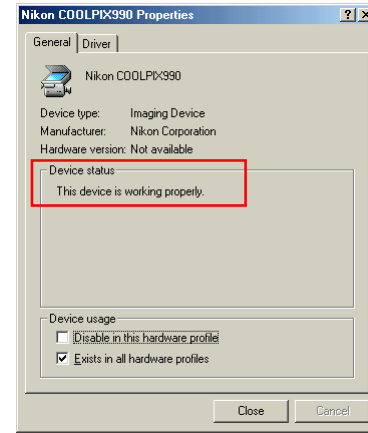 Nikon COOLPIX990 Properties
General Driver
Nikon COOLPIX990
Device type: Imaging Device
Manufacturer: Nikon Corporation
Hardware version: Not available
Device status
This device is working properly.
Device usage
Disable in this hardware profile
Exists in all hardware profiles
Close Cancel